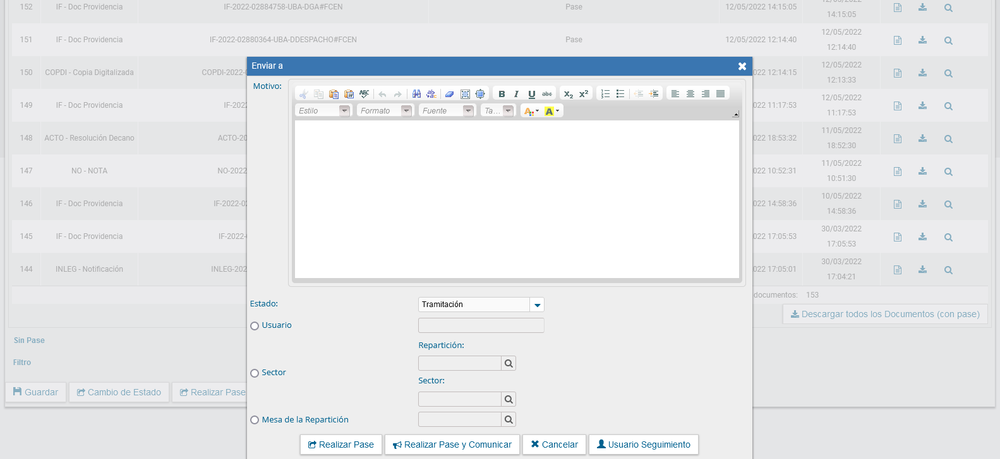 152 IF - Doc Providencia IF-2022-02884758-UBA-DGA#FCEN Pase 12/05/2022 14:15:05 12/05/2022
14:15:05
151 IF - Doc Providencia IF-2022-02880364-UBA-DDESPACHO#FCEN Pase 12/05/2022 12:14:40 12/05/2022
12:14:40
Enviar a
Motivo:
150 COPDI - Copia Digitalizada COPDI-2022-0 022 12:14:15 12/05/2022
12:13:33
ABC
B I U abc X₂ X²
Estilo Formato Fuente Ta... A A
149 IF - Doc Providencia IF-2022 022 11:17:53 12/05/2022
11:17:53
148 ACTO - Resolución Decano ACTO-20 022 18:53:32 11/05/2022
18:52:30
147 NO - NOTA NO-2022 022 10:52:31 11/05/2022
10:51:30
146 IF - Doc Providencia IF-2022-02 022 14:58:36 10/05/2022
14:58:36
145 IF - Doc Providencia IF-2022- 022 17:05:53 30/03/2022
17:05:53
144 INLEG - Notificación INLEG-202 022 17:05:01 30/03/2022
17:04:21
documentos: 153
Descargar todos los Documentos (con pase)
Estado: Tramitación
Usuario
Repartición:
Sector
Sector:
Mesa de la Repartición
Sin Pase
Filtro
Guardar Cambio de Estado Realizar Pase
Realizar Pase Realizar Pase y Comunicar Cancelar Usuario Seguimiento